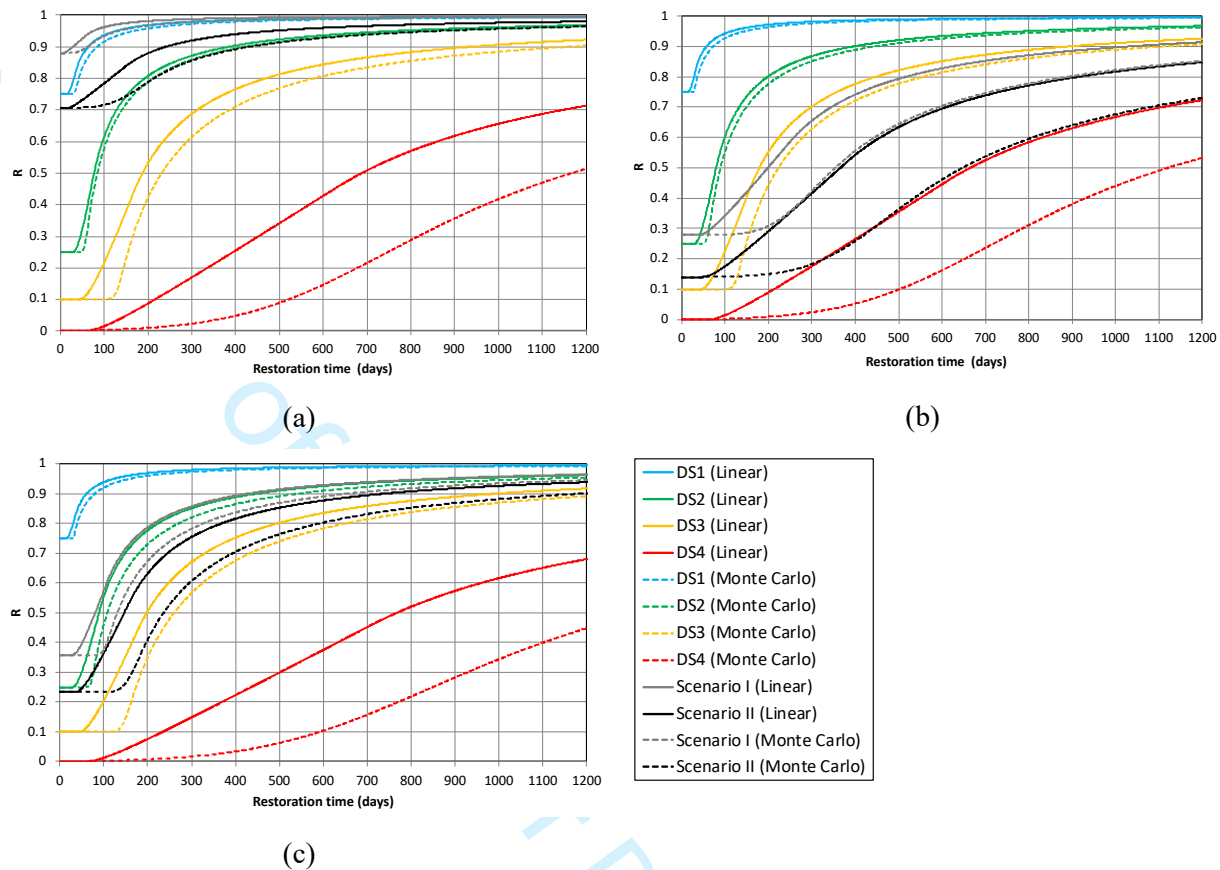 1
0.9
0.8
0.7
0.6
0.5
0.4
0.3
0.2
0.1
0
R
0 100 200 300 400 500 600 700 800 900 1000 1100 1200
Restoration time (days)
(a)
1
0.9
0.8
0.7
0.6
0.5
0.4
0.3
0.2
0.1
0
R
0 100 200 300 400 500 600 700 800 900 1000 1100 1200
Restoration time (days)
(b)
1
0.9
0.8
0.7
0.6
0.5
0.4
0.3
0.2
0.1
0
R
0 100 200 300 400 500 600 700 800 900 1000 1100 1200
Restoration time (days)
(c)
DS1 (Linear)
DS2 (Linear)
DS3 (Linear)
DS4 (Linear)
DS1 (Monte Carlo)
DS2 (Monte Carlo)
DS3 (Monte Carlo)
DS4 (Monte Carlo)
Scenario I (Linear)
Scenario II (Linear)
Scenario I (Monte Carlo)
Scenario II (Monte Carlo)
of